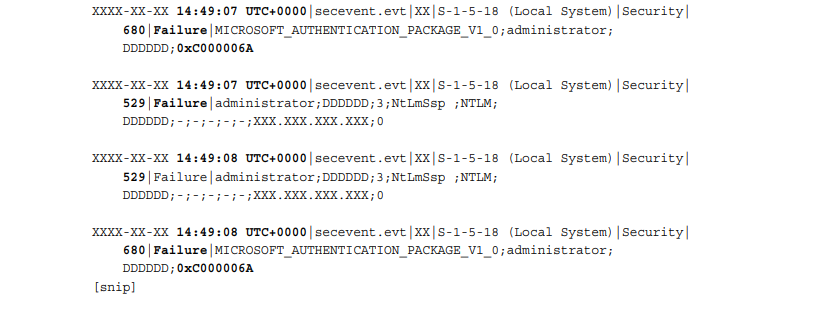 XXXX-XX-XX 14:49:07 UTC+0000|secevent.evt|XX|S-1-5-18 (Local System)|Security|
680|Failure|MICROSOFT_AUTHENTICATION_PACKAGE_V1_0;administrator;
DDDDDD;0xC000006A
XXXX-XX-XX 14:49:07 UTC+0000|secevent.evt|XX|S-1-5-18 (Local System)|Security|
529|Failure|administrator;DDDDDD;3;NtLmSsp ;NTLM;
DDDDDD;-;-;-;-;-;XXX.XXX.XXX.XXX;0
XXXX-XX-XX 14:49:08 UTC+0000|secevent.evt|XX|S-1-5-18 (Local System)|Security|
529|Failure|administrator;DDDDDD;3;NtLmSsp ;NTLM;
DDDDDD;-;-;-;-;-;XXX.XXX.XXX.XXX;0
XXXX-XX-XX 14:49:08 UTC+0000|secevent.evt|XX|S-1-5-18 (Local System)|Security|
680|Failure|MICROSOFT_AUTHENTICATION_PACKAGE_V1_0;administrator;
DDDDDD;0xC000006A
[snip]